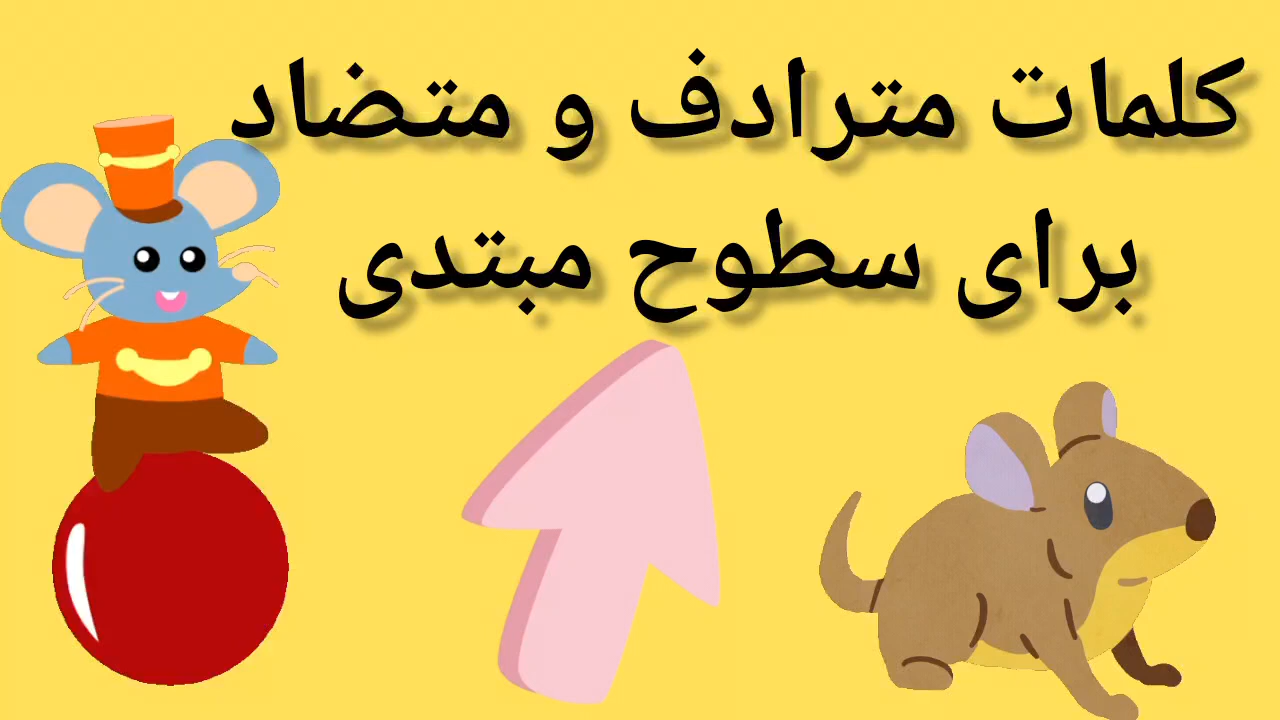 کلمات مترادف و متضاد
برای سطوح مبتدی